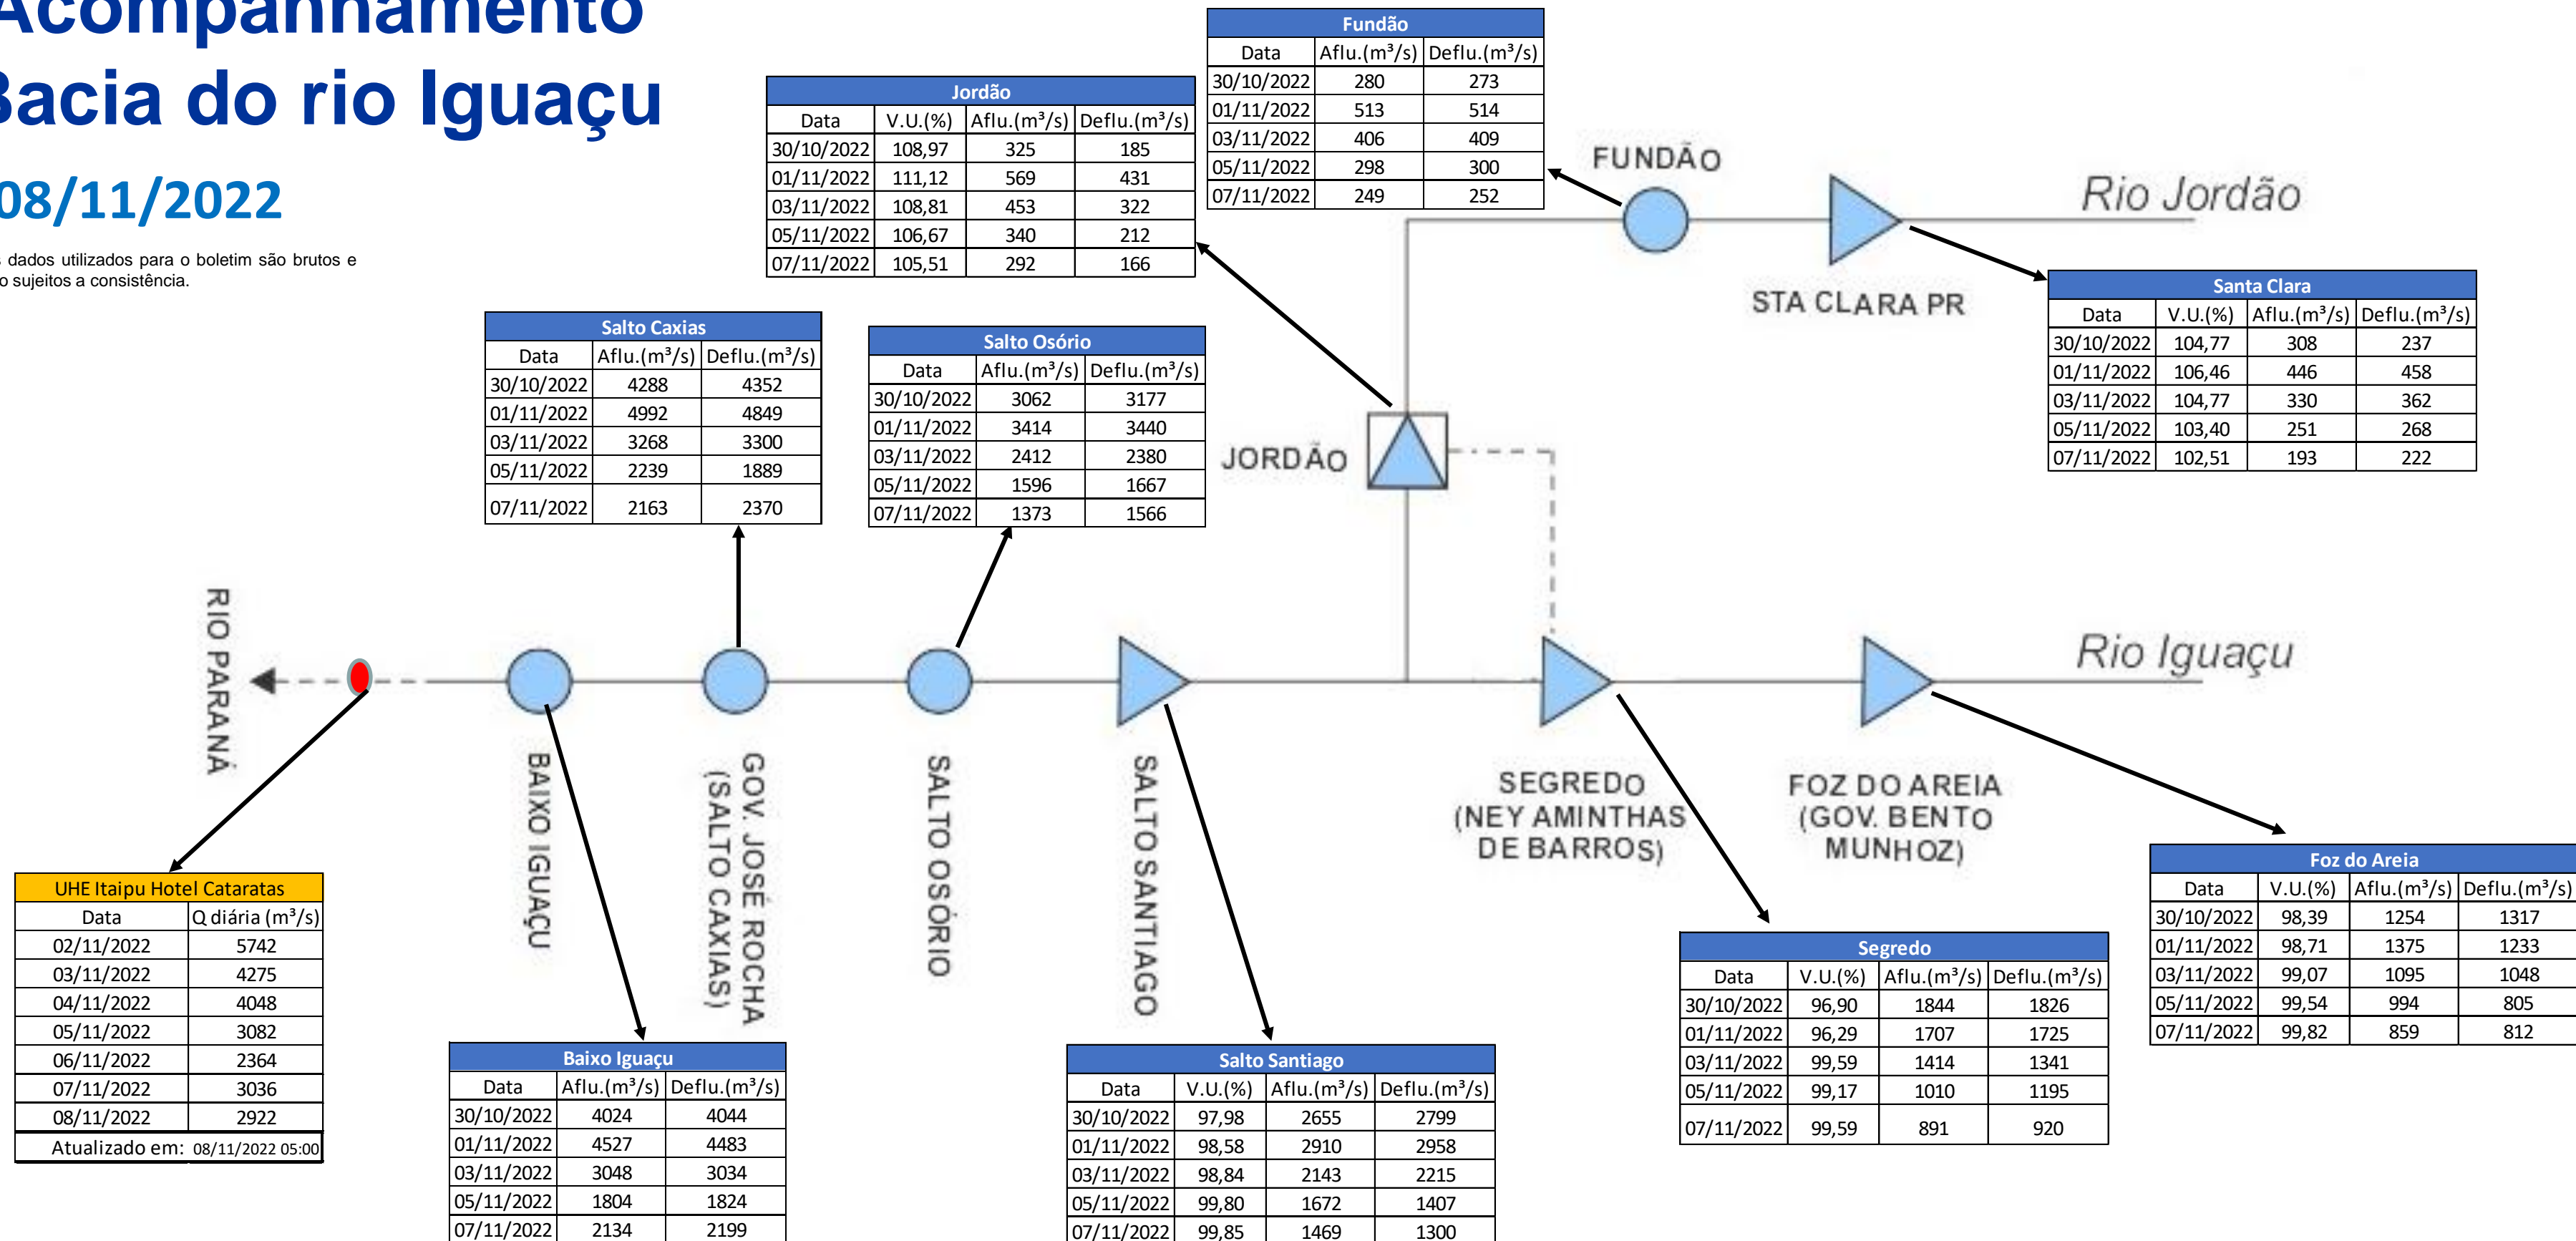 Acompanhamento
Bacia do rio Iguaçu
08/11/2022
s dados utilizados para o boletim são brutos e
o sujeitos a consistência.
Fundão
Data Aflu.(m³/s) Deflu.(m³/s)
30/10/2022 280 273
01/11/2022 513 514
03/11/2022 406 409
05/11/2022 298 300
07/11/2022 249 252
Jordão
Data V.U.(%) Aflu.(m³/s) Deflu.(m³/s)
30/10/2022 108,97 325 185
01/11/2022 111,12 569 431
03/11/2022 108,81 453 322
05/11/2022 106,67 340 212
07/11/2022 105,51 292 166
FUNDÃO
Rio Jordão
STA CLARA PR
Santa Clara
Data V.U.(%) Aflu.(m³/s) Deflu.(m³/s)
30/10/2022 104,77 308 237
01/11/2022 106,46 446 458
03/11/2022 104,77 330 362
05/11/2022 103,40 251 268
07/11/2022 102,51 193 222
Salto Caxias
Data Aflu.(m³/s) Deflu.(m³/s)
30/10/2022 4288 4352
01/11/2022 4992 4849
03/11/2022 3268 3300
05/11/2022 2239 1889
07/11/2022 2163 2370
Salto Osório
Data Aflu.(m³/s) Deflu.(m³/s)
30/10/2022 3062 3177
01/11/2022 3414 3440
03/11/2022 2412 2380
05/11/2022 1596 1667
07/11/2022 1373 1566
JORDÃO
RIO PARANÁ
Rio Iguaçu
BAIXO IGUAÇU
GOV. JOSÉ ROCHA
(SALTO CAXIAS)
SALTO OSÓRIO
SALTO SANTIAGO
SEGREDO
(NEY AMINTHAS
DE BARROS)
FOZ DO AREIA
(GOV. BENTO
MUNHOZ)
UHE Itaipu Hotel Cataratas
Data Q diária (m³/s)
02/11/2022 5742
03/11/2022 4275
04/11/2022 4048
05/11/2022 3082
06/11/2022 2364
07/11/2022 3036
08/11/2022 2922
Atualizado em: 08/11/2022 05:00
Baixo Iguaçu
Data Aflu.(m³/s) Deflu.(m³/s)
30/10/2022 4024 4044
01/11/2022 4527 4483
03/11/2022 3048 3034
05/11/2022 1804 1824
07/11/2022 2134 2199
Salto Santiago
Data V.U.(%) Aflu.(m³/s) Deflu.(m³/s)
30/10/2022 97,98 2655 2799
01/11/2022 98,58 2910 2958
03/11/2022 98,84 2143 2215
05/11/2022 99,80 1672 1407
07/11/2022 99,85 1469 1300
Segredo
Data V.U.(%) Aflu.(m³/s) Deflu.(m³/s)
30/10/2022 96,90 1844 1826
01/11/2022 96,29 1707 1725
03/11/2022 99,59 1414 1341
05/11/2022 99,17 1010 1195
07/11/2022 99,59 891 920
Foz do Areia
Data V.U.(%) Aflu.(m³/s) Deflu.(m³/s)
30/10/2022 98,39 1254 1317
01/11/2022 98,71 1375 1233
03/11/2022 99,07 1095 1048
05/11/2022 99,54 994 805
07/11/2022 99,82 859 812